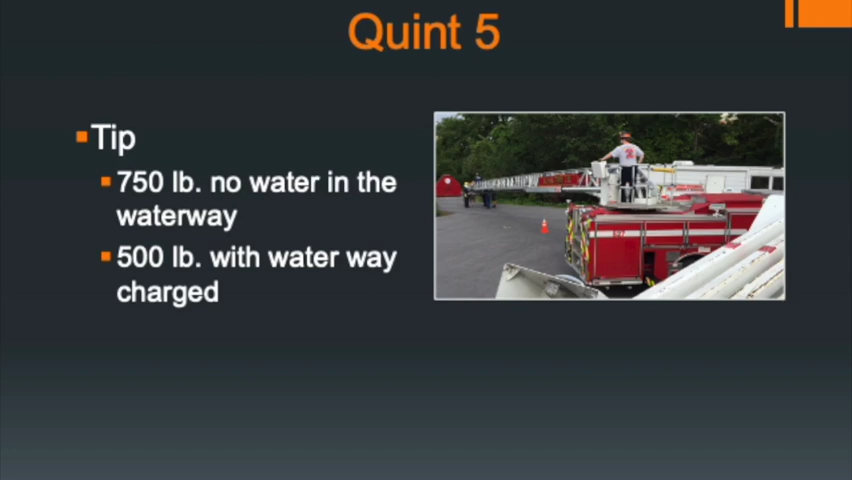 Quint 5
Tip
750 lb. no water in the
waterway
500 lb. with water way
charged